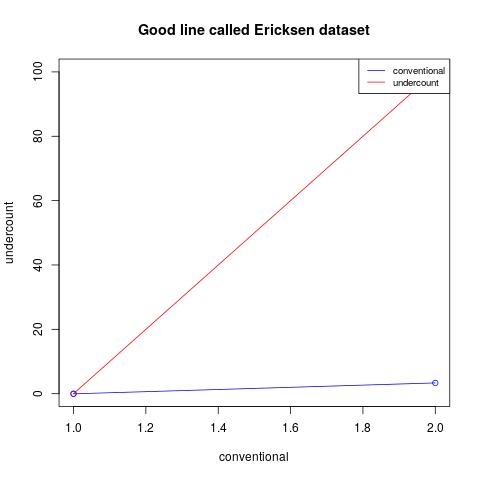 Good line called Ericksen dataset
conventional
undercount
undercount
100
80
60
40
20
0
1.0 1.2 1.4 1.6 1.8 2.0
conventional